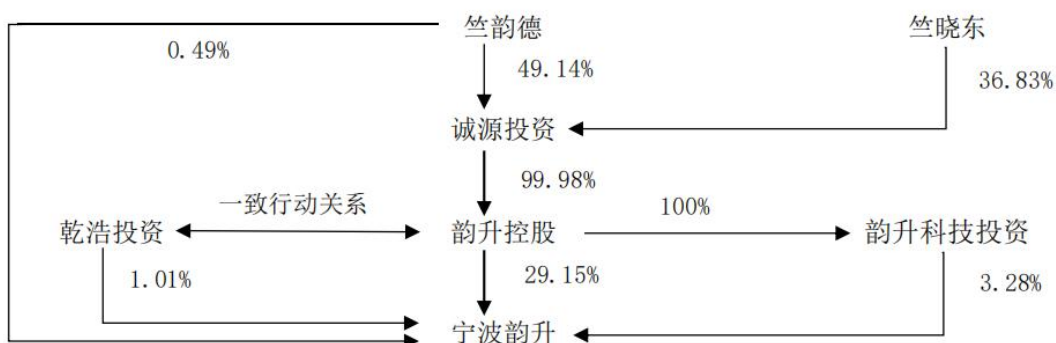 竺韵德
竺晓东
0.49%
49.14%
36.83%
诚源投资
99.98%
一致行动关系
100%
乾浩投资
韵升控股
韵升科技投资
1.01%
29.15%
3.28%
宁波韵升